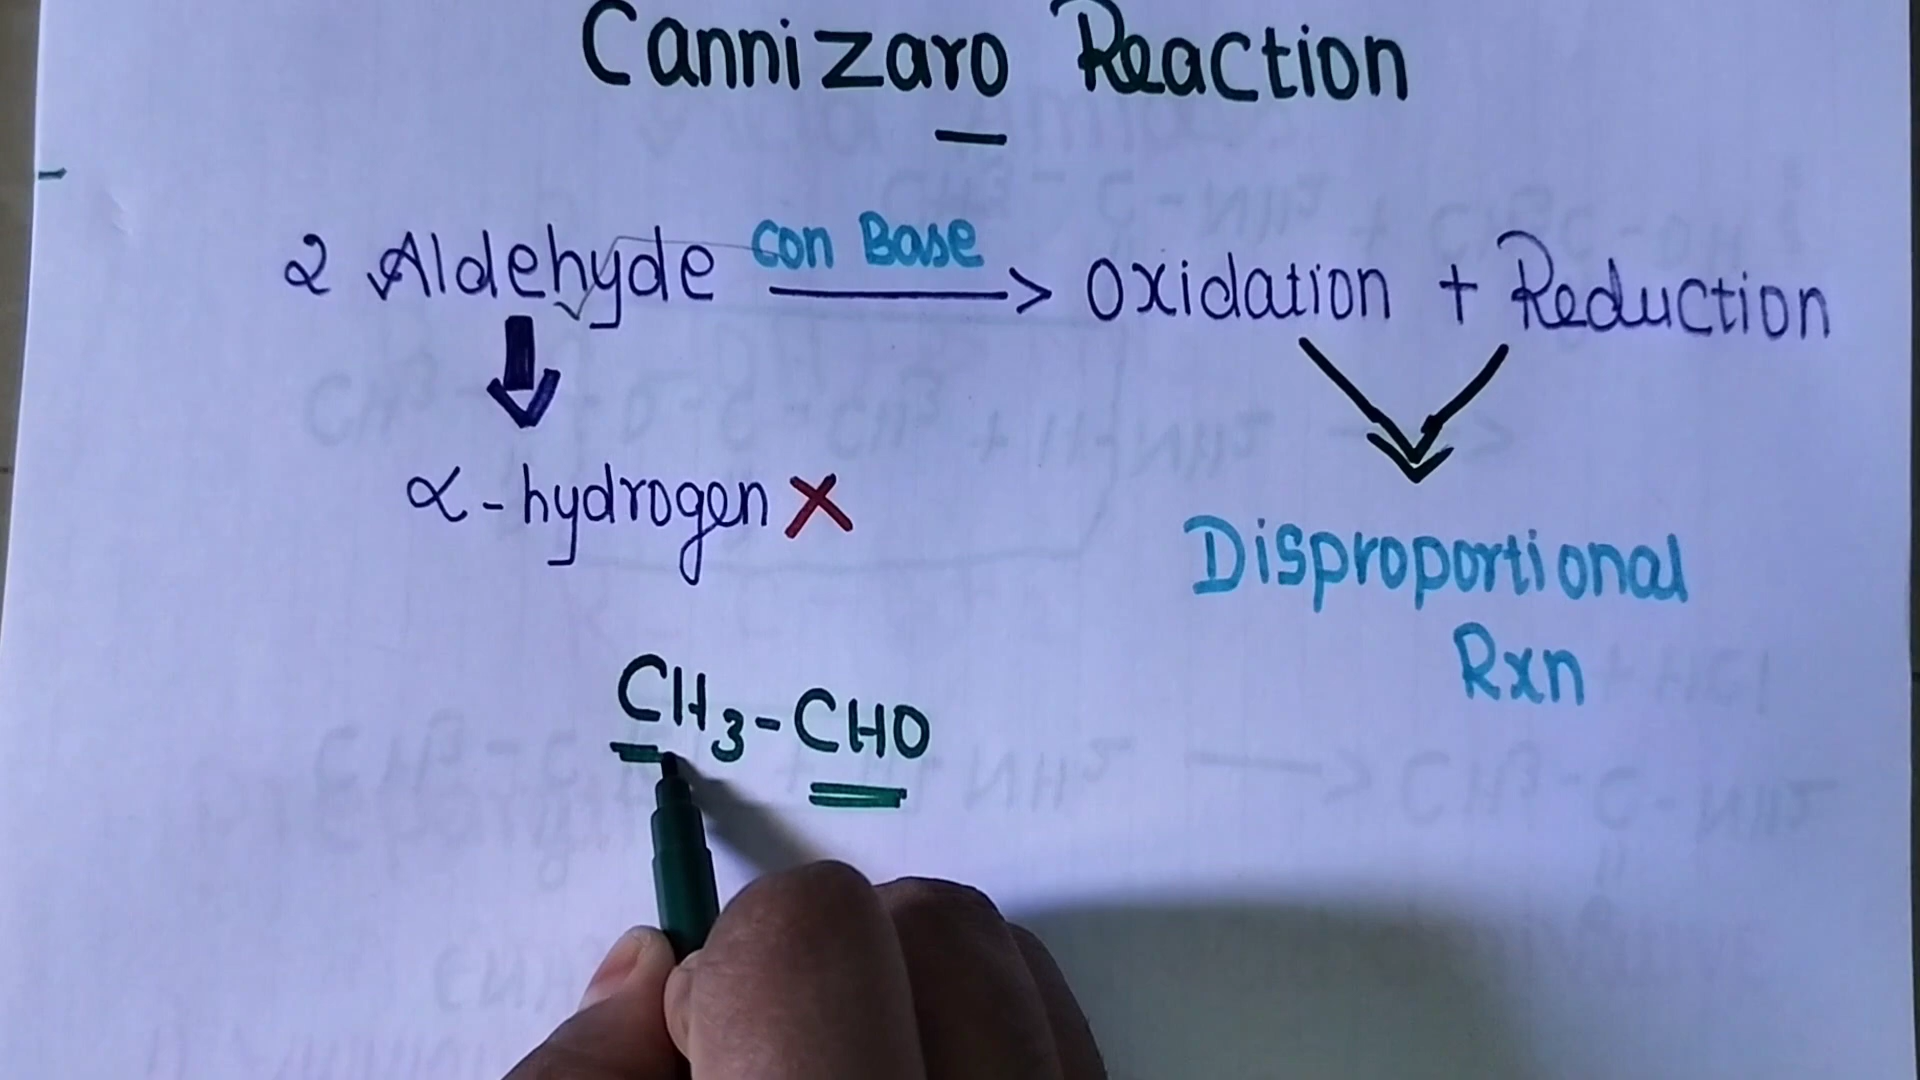 Cannizaro Reaction
2 Aldehyde con Base > Oxidation + Reduction
α-hydrogen X
Disproportional
Rxn
CH3-CHO